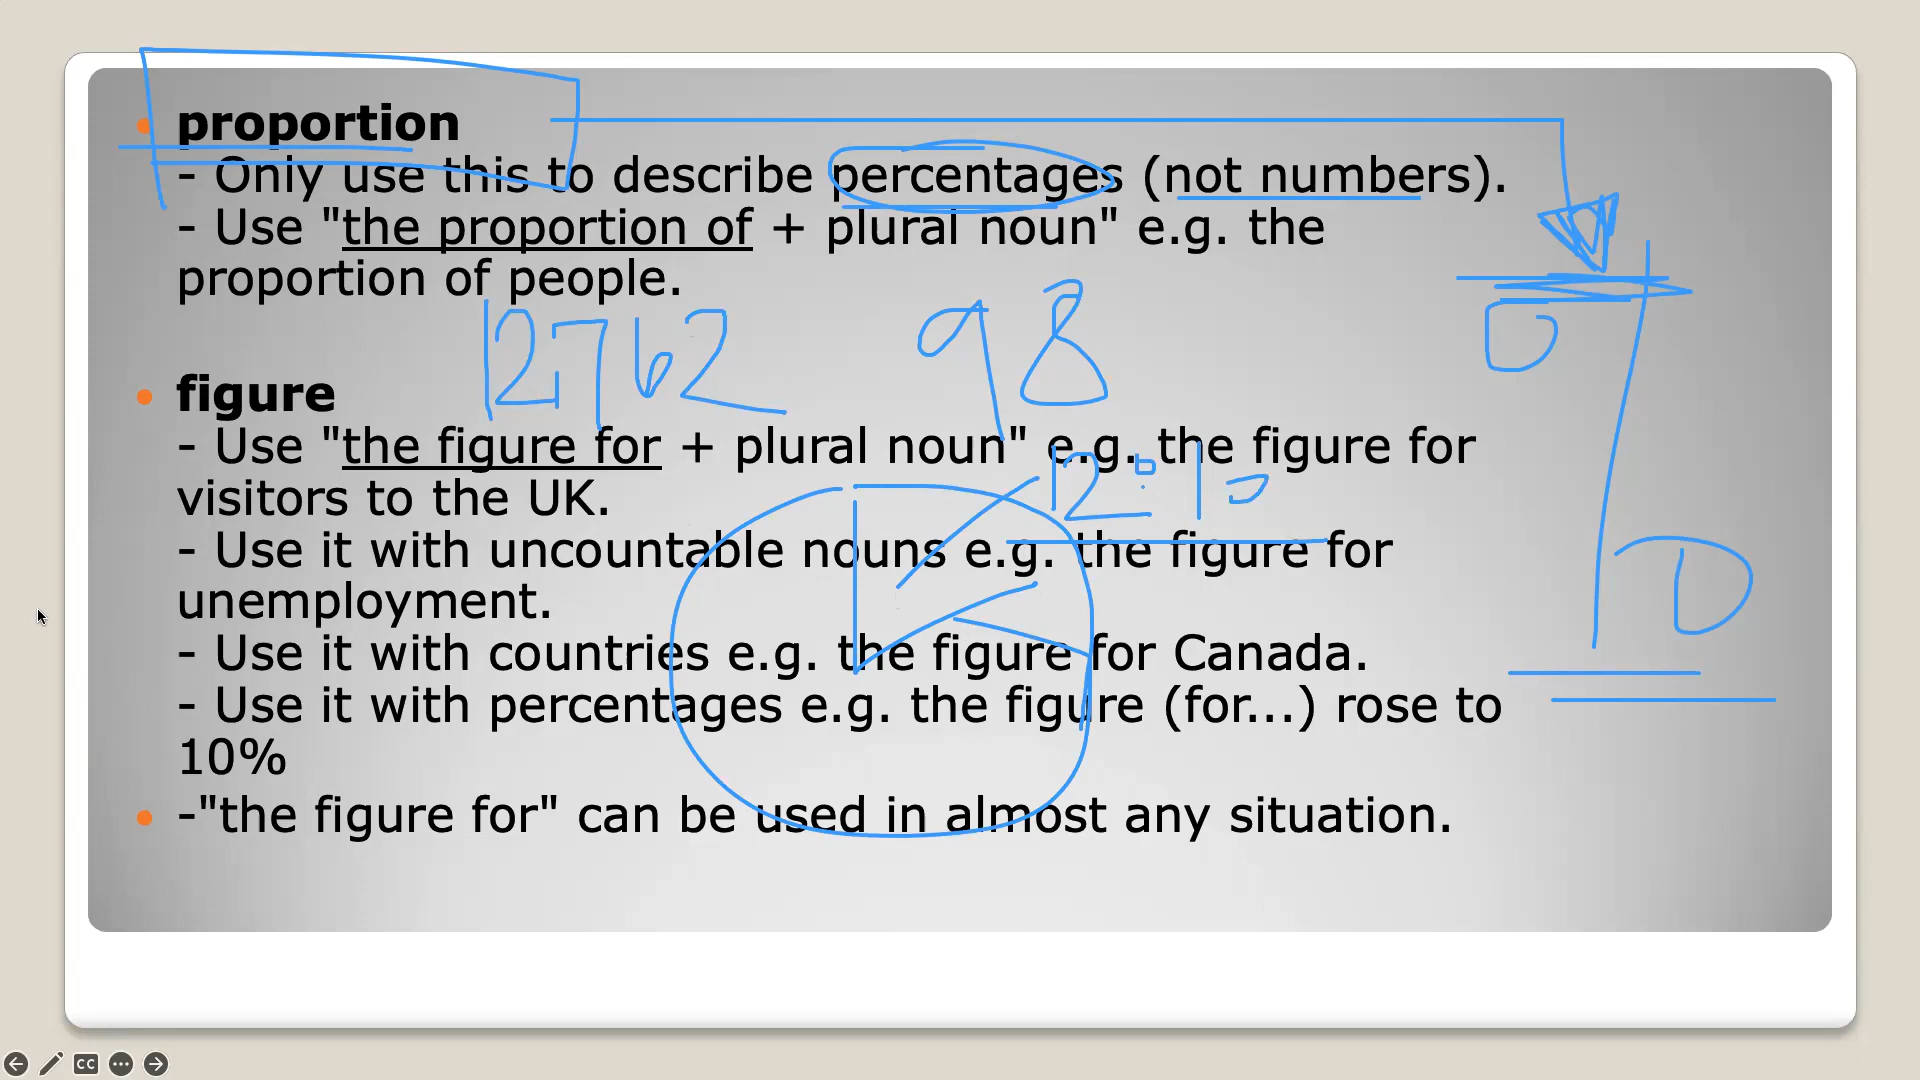 proportion
- Only use this to describe percentages (not numbers).
- Use "the proportion of + plural noun" e.g. the
proportion of people.
12762 98
figure
- Use "the figure for + plural noun" e.g. the figure for
visitors to the UK.
- Use it with uncountable nouns e.g. the figure for
unemployment.
- Use it with countries e.g. the figure for Canada.
- Use it with percentages e.g. the figure (for...) rose to
10%
-"the figure for" can be used in almost any situation.
CC